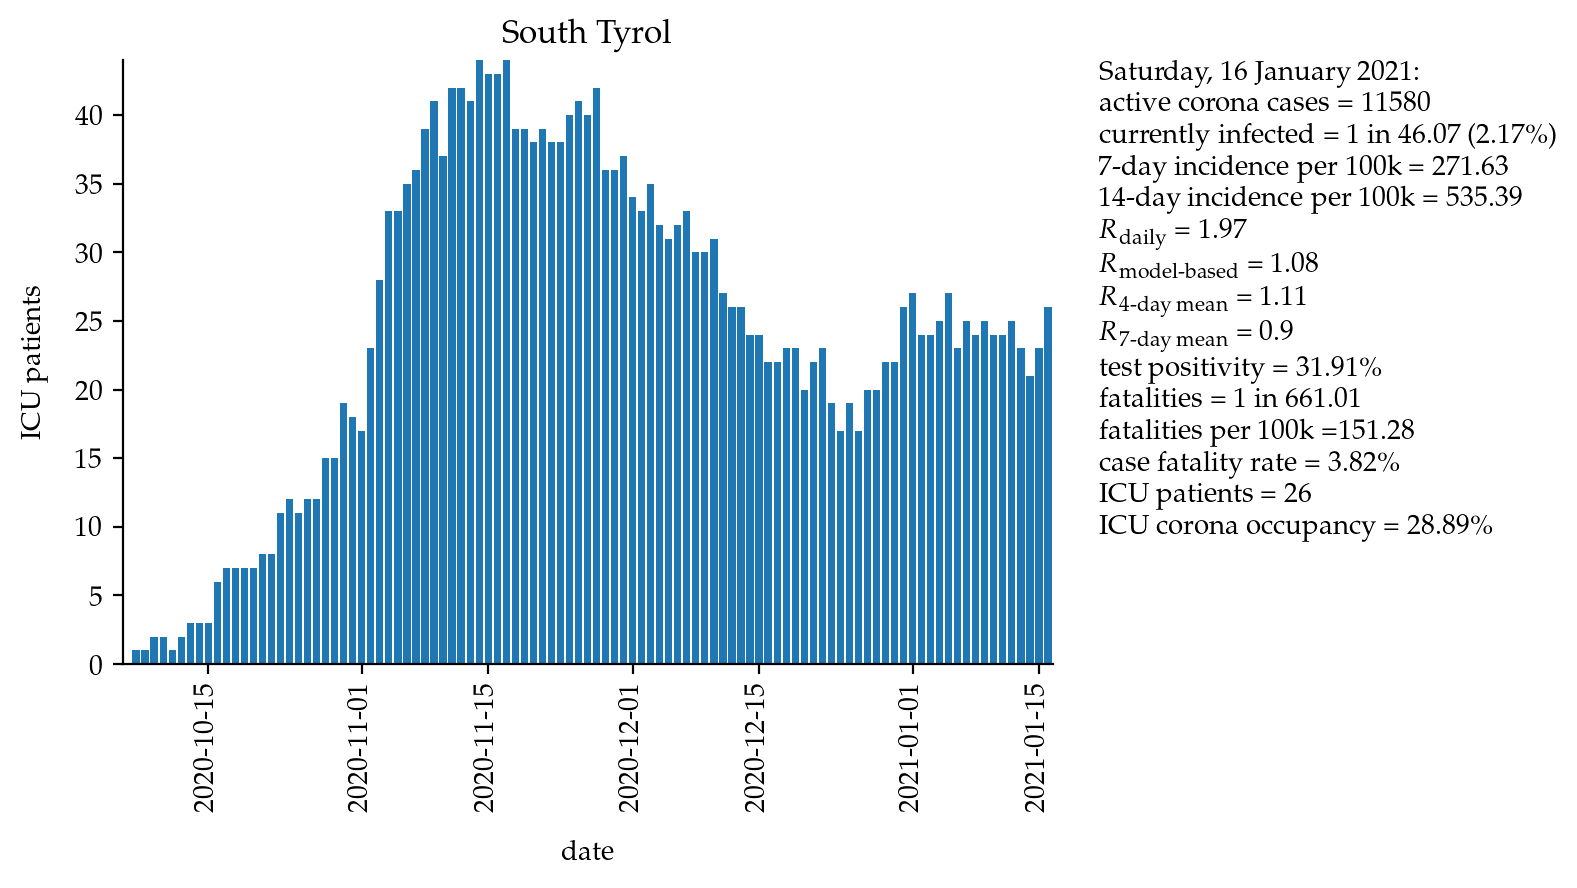 South Tyrol
40
35
30
25
20
15
10
5
0
ICU patients
2020-10-15
2020-11-01
2020-11-15
2020-12-01
2020-12-15
2021-01-01
2021-01-15
date
Saturday, 16 January 2021:
active corona cases = 11580
currently infected = 1 in 46.07 (2.17%)
7-day incidence per 100k = 271.63
14-day incidence per 100k = 535.39
R daily = 1.97
R model-based = 1.08
R 4-day mean = 1.11
R 7-day mean = 0.9
test positivity = 31.91%
fatalities = 1 in 661.01
fatalities per 100k =151.28
case fatality rate = 3.82%
ICU patients = 26
ICU corona occupancy = 28.89%